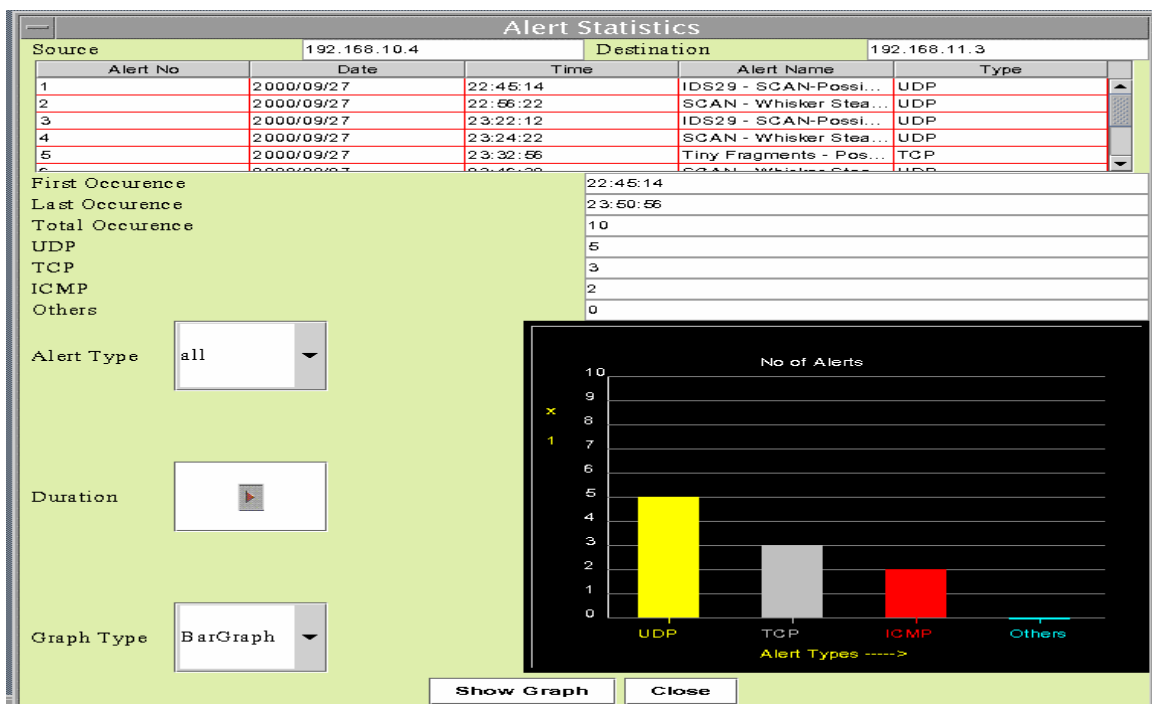 Alert Statistics
Source 192.168.10.4 Destination 192.168.11.3
Alert No Date Time Alert Name Type
1 2000/09/27 22:45:14 IDS29 - SCAN-Possi... UDP
2 2000/09/27 22:56:22 SCAN - Whisker Stea... UDP
3 2000/09/27 23:22:12 IDS29 - SCAN-Possi... UDP
4 2000/09/27 23:24:22 SCAN - Whisker Stea... UDP
5 2000/09/27 23:32:56 Tiny Fragments - Pos... TCP
First Occurence 22:45:14
Last Occurence 23:50:56
Total Occurence 10
UDP 5
TCP 3
ICMP 2
Others 0
Alert Type all
Duration
Graph Type BarGraph
No of Alerts
x
1
10
9
8
7
6
5
4
3
2
1
0
UDP TCP ICMP Others
Alert Types ----->
Show Graph Close